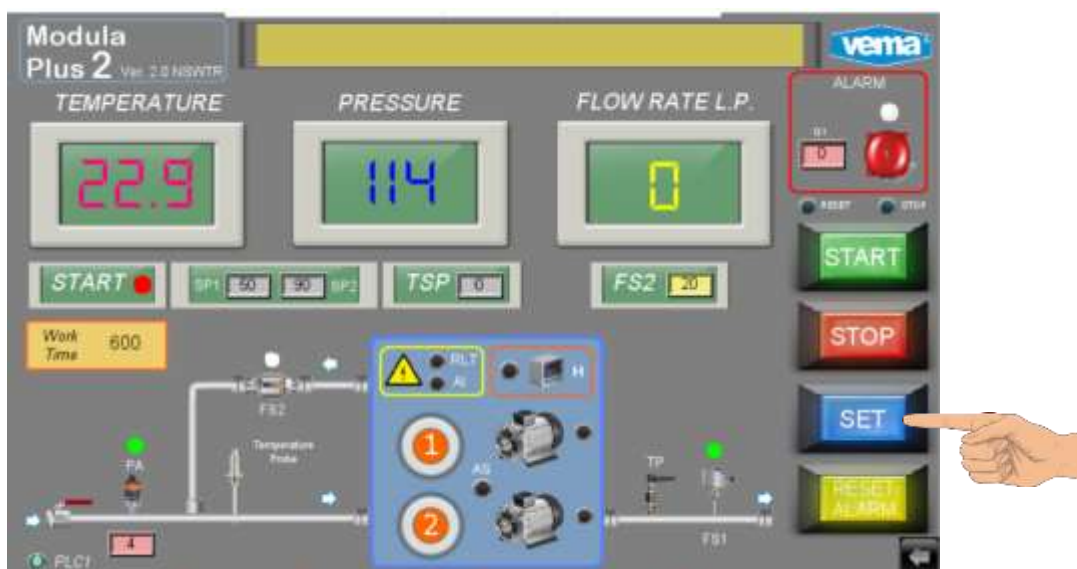 Modula
Plus 2 Ver. 2.0 NSWTR
vema
TEMPERATURE
PRESSURE
FLOW RATE L.P.
ALARM
22.9
114
0
0
RESET
STOP
START
SP1 50 90 SP2
TSP 0
FS2 20
START
Work
Time
600
STOP
RLT
AI
H
FS2
SET
1
Temperature
Probe
PA
AS
TP
RESET
ALARM
2
FS1
4
PLC1